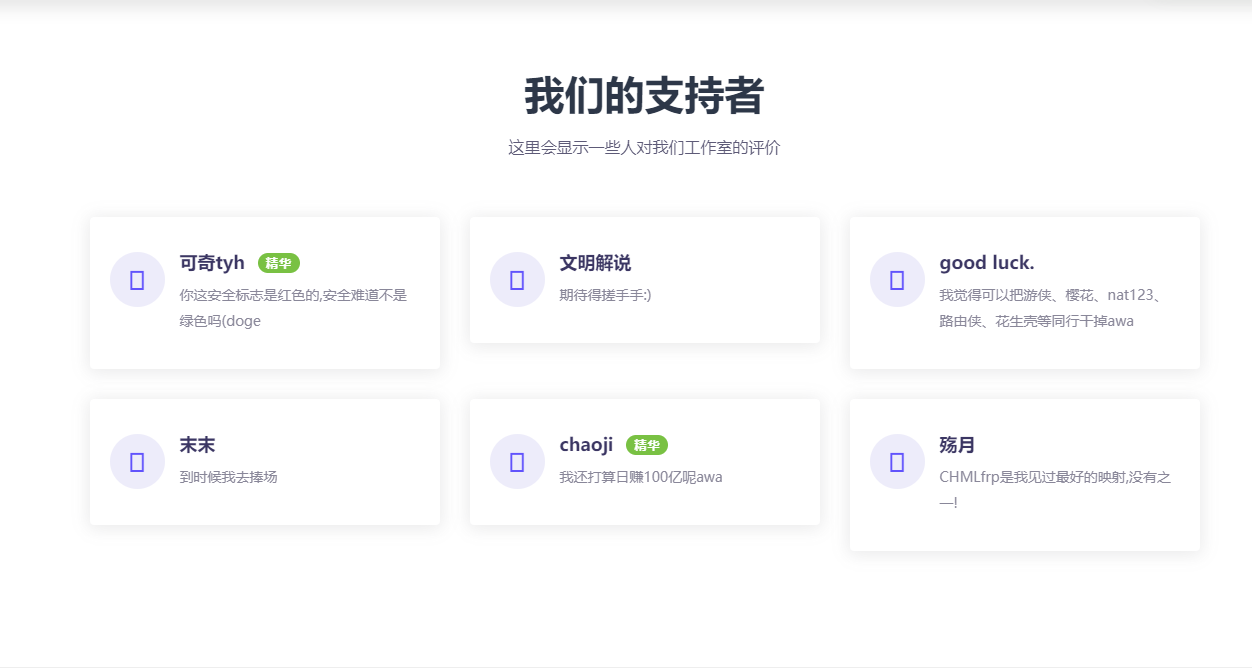 我们的支持者
这里会显示一些人对我们工作室的评价
可奇tyh 精华
你这安全标志是红色的,安全难道不是
绿色吗(doge
文明解说
期待得搓手手:)
good luck.
我觉得可以把游侠、樱花、nat123、
路由侠、花生壳等同行干掉awa
末末
到时候我去捧场
chaoji 精华
我还打算日赚100亿呢awa
殇月
CHMLfrp是我见过最好的映射,没有之
一!